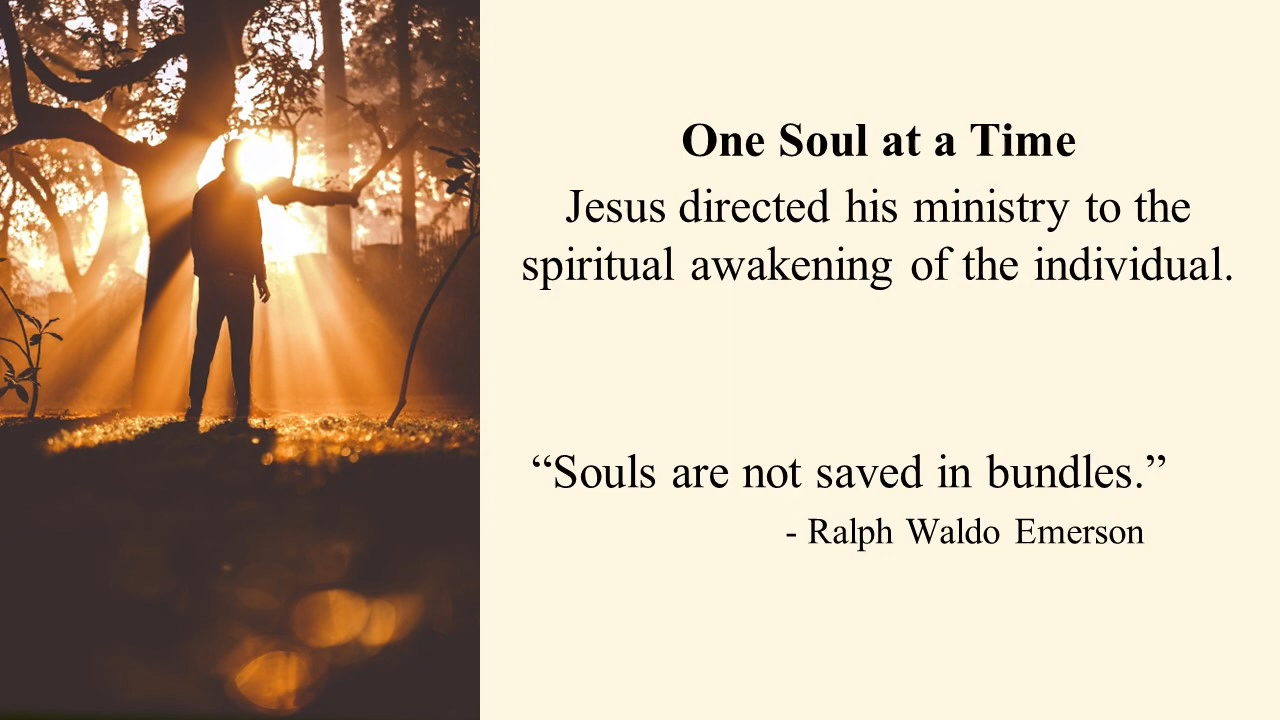 One Soul at a Time
Jesus directed his ministry to the
spiritual awakening of the individual.
“Souls are not saved in bundles.”
- Ralph Waldo Emerson